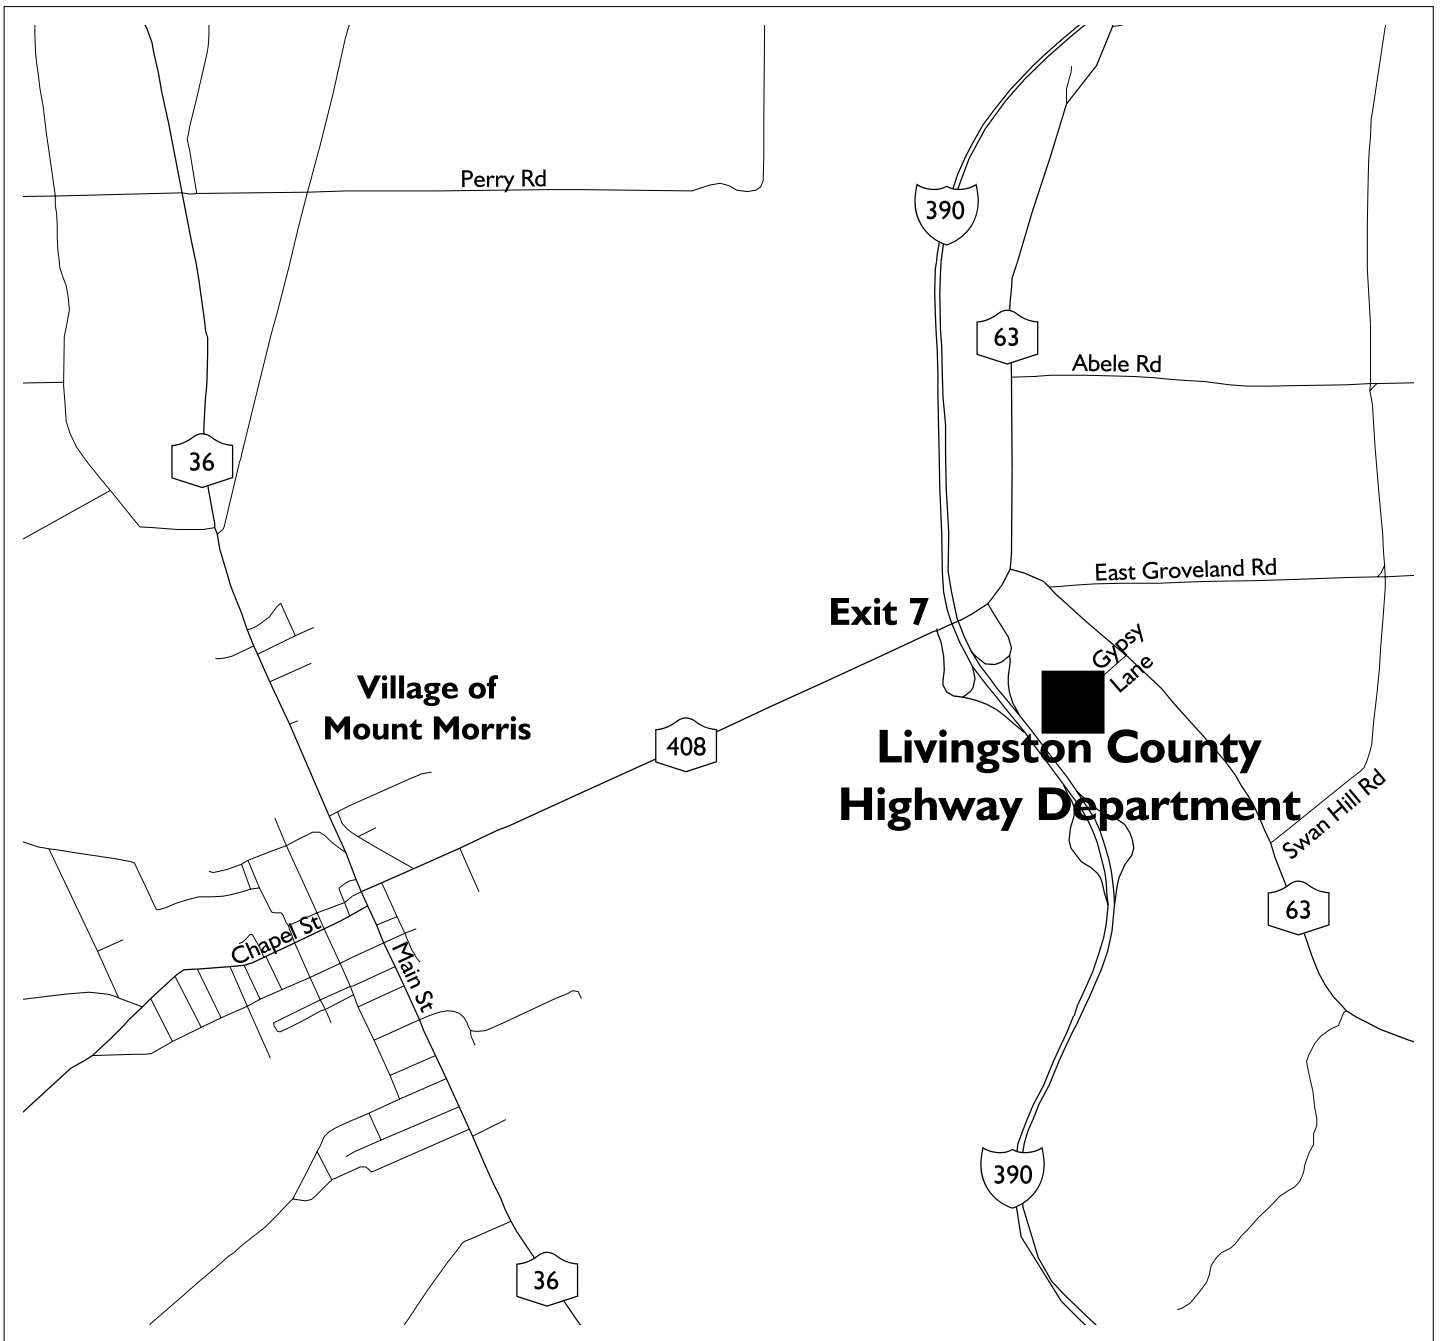 Perry Rd
390
63
Abele Rd
36
East Groveland Rd
Exit 7
Gypsy
Lane
Village of
Mount Morris
408
Livingston County
Highway Department
Swan Hill Rd
63
Chapel St
Main St
390
36